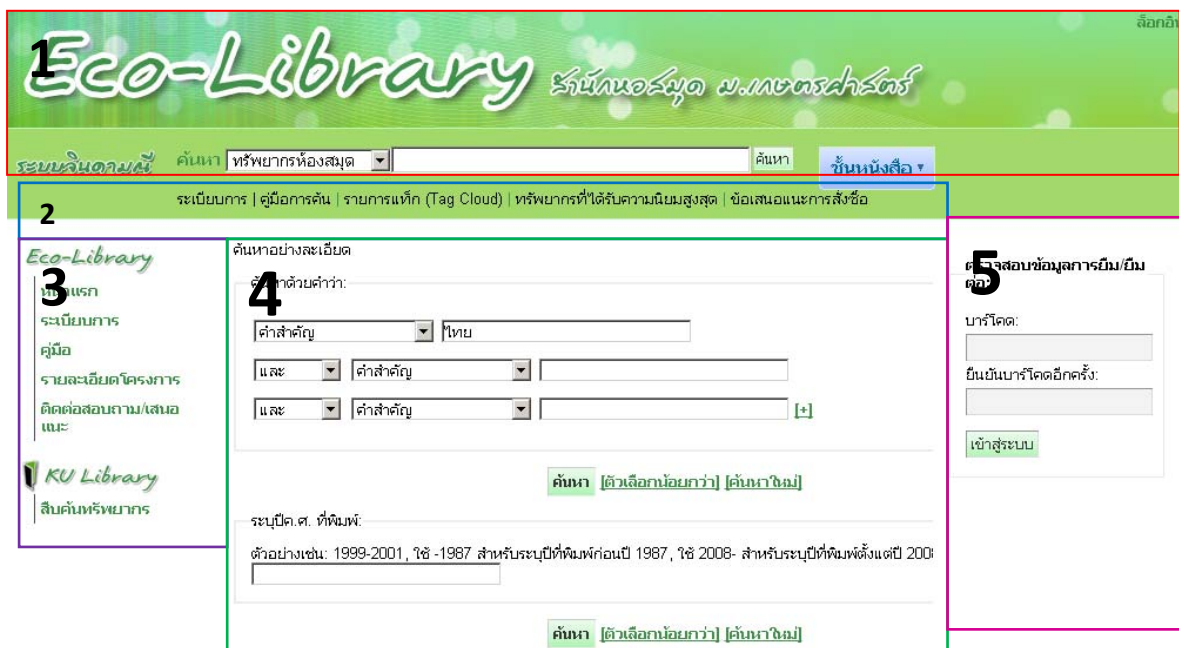 ล็อกอิน
1
Eco-Library สำนักหอสมุด ม.เกษตรศาสตร์
ระบบจินดามณี ค้นหา ทรัพยากรห้องสมุด ค้นหา ชั้นหนังสือ
2
ระเบียบการ | คู่มือการค้น | รายการแท็ก (Tag Cloud) | ทรัพยากรที่ได้รับความนิยมสูงสุด | ข้อเสนอแนะการสั่งซื้อ
Eco-Library
3
หน้าแรก
ระเบียบการ
คู่มือ
รายละเอียดโครงการ
ติดต่อสอบถาม/เสนอ
แนะ
KU Library
สืบค้นทรัพยากร
ค้นหาอย่างละเอียด
4
ค้นหาด้วยคำว่า:
คำสำคัญ ไทย
และ คำสำคัญ
และ คำสำคัญ [+]
ค้นหา [ตัวเลือกน้อยกว่า] [ค้นหาใหม่]
ระบุปีค.ศ. ที่พิมพ์:
ตัวอย่างเช่น: 1999-2001, ใช้ -1987 สำหรับระบุปีที่พิมพ์ก่อนปี 1987, ใช้ 2008- สำหรับระบุปีที่พิมพ์ตั้งแต่ปี 2008
ค้นหา [ตัวเลือกน้อยกว่า] [ค้นหาใหม่]
5
ตรวจสอบข้อมูลการยืม/ยืม
ต่อ:
บาร์โคด:
ยืนยันบาร์โคดอีกครั้ง:
เข้าสู่ระบบ